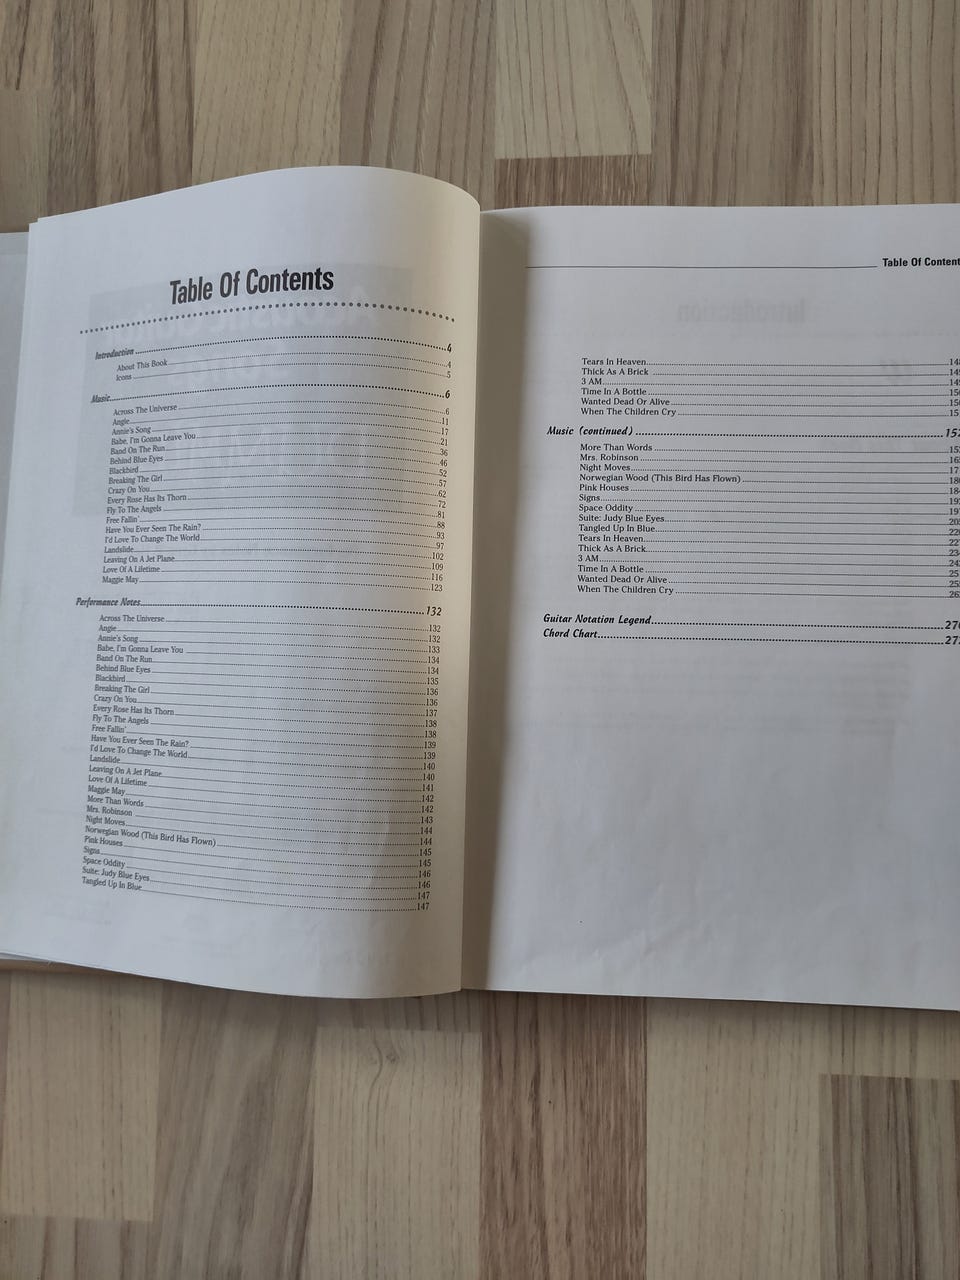 Table Of Contents
Introduction 4
About This Book 4
Icons 5
Music 6
Across The Universe 6
Angie 11
Annie's Song 17
Babe, I'm Gonna Leave You 21
Band On The Run 36
Behind Blue Eyes 46
Blackbird 52
Breaking The Girl 57
Crazy On You 62
Every Rose Has Its Thorn 72
Fly To The Angels 81
Free Fallin' 88
Have You Ever Seen The Rain? 93
I'd Love To Change The World 97
Landslide 102
Leaving On A Jet Plane 109
Love Of A Lifetime 116
Maggie May 123
Performance Notes 132
Across The Universe 132
Angie 132
Annie's Song 133
Babe, I'm Gonna Leave You 134
Band On The Run 134
Behind Blue Eyes 135
Blackbird 136
Breaking The Girl 136
Crazy On You 137
Every Rose Has Its Thorn 138
Fly To The Angels 138
Free Fallin' 139
Have You Ever Seen The Rain? 139
I'd Love To Change The World 140
Landslide 140
Leaving On A Jet Plane 141
Love Of A Lifetime 142
Maggie May 142
More Than Words 143
Mrs. Robinson 144
Night Moves 144
Norwegian Wood (This Bird Has Flown) 145
Pink Houses 145
Signs 146
Space Oddity 146
Suite: Judy Blue Eyes 147
Tangled Up In Blue 147
Table Of Content
Tears In Heaven
Thick As A Brick
3 AM
Time In A Bottle
Wanted Dead Or Alive
When The Children Cry
Music (continued) 152
More Than Words
Mrs. Robinson
Night Moves
Norwegian Wood (This Bird Has Flown)
Pink Houses
Signs
Space Oddity
Suite: Judy Blue Eyes
Tangled Up In Blue
Tears In Heaven
Thick As A Brick
3 AM
Time In A Bottle
Wanted Dead Or Alive
When The Children Cry
Guitar Notation Legend
Chord Chart